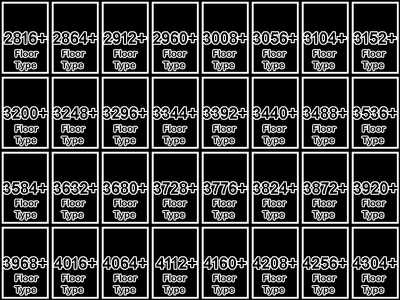 2816+ 2864+ 2912+ 2960+ 3008+ 3056+ 3104+ 3152+
Floor Floor Floor Floor Floor Floor Floor Floor
Type Type Type Type Type Type Type Type
3200+ 3248+ 3296+ 3344+ 3392+ 3440+ 3488+ 3536+
Floor Floor Floor Floor Floor Floor Floor Floor
Type Type Type Type Type Type Type Type
3584+ 3632+ 3680+ 3728+ 3776+ 3824+ 3872+ 3920+
Floor Floor Floor Floor Floor Floor Floor Floor
Type Type Type Type Type Type Type Type
3968+ 4016+ 4064+ 4112+ 4160+ 4208+ 4256+ 4304+
Floor Floor Floor Floor Floor Floor Floor Floor
Type Type Type Type Type Type Type Type